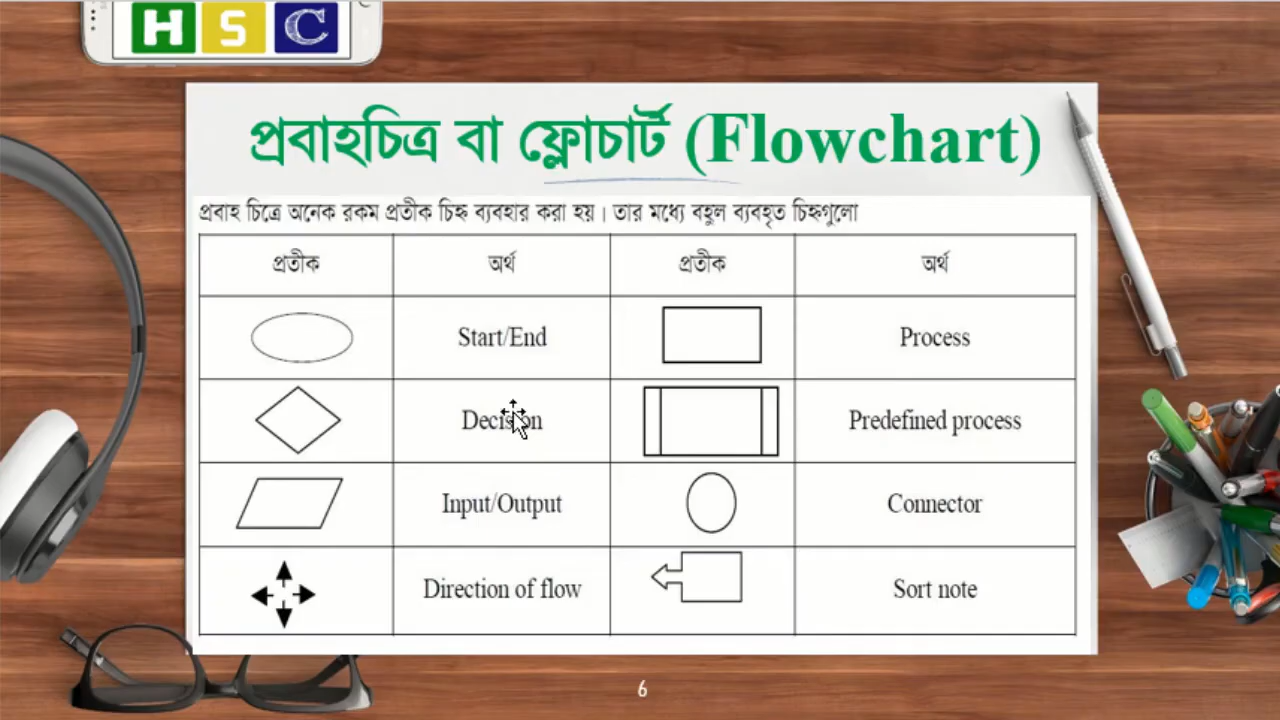 H S C
প্রবাহচিত্র বা ফ্লোচার্ট (Flowchart)
প্রবাহ চিত্রে অনেক রকম প্রতীক চিহ্ন ব্যবহার করা হয়। তার মধ্যে বহুল ব্যবহৃত চিহ্নগুলো
প্রতীক অর্থ প্রতীক অর্থ
Start/End Process
Decision Predefined process
Input/Output Connector
Direction of flow Sort note
6